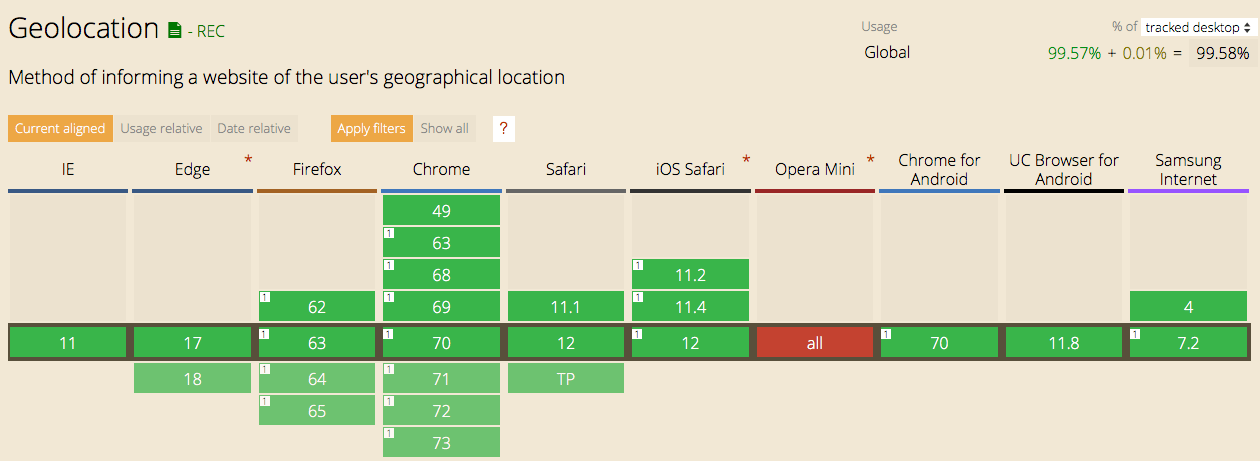 Geolocation - REC
Usage % of tracked desktop
Global 99.57% + 0.01% = 99.58%
Method of informing a website of the user's geographical location
Current aligned Usage relative Date relative Apply filters Show all ?
IE Edge * Firefox Chrome Safari iOS Safari * Opera Mini * Chrome for Android UC Browser for Android Samsung Internet
49
1 63
1 68 1 11.2
1 62 1 69 11.1 1 11.4 4
11 17 1 63 1 70 12 1 12 all 1 70 11.8 1 7.2
18 1 64 1 71 TP
1 65 1 72
1 73